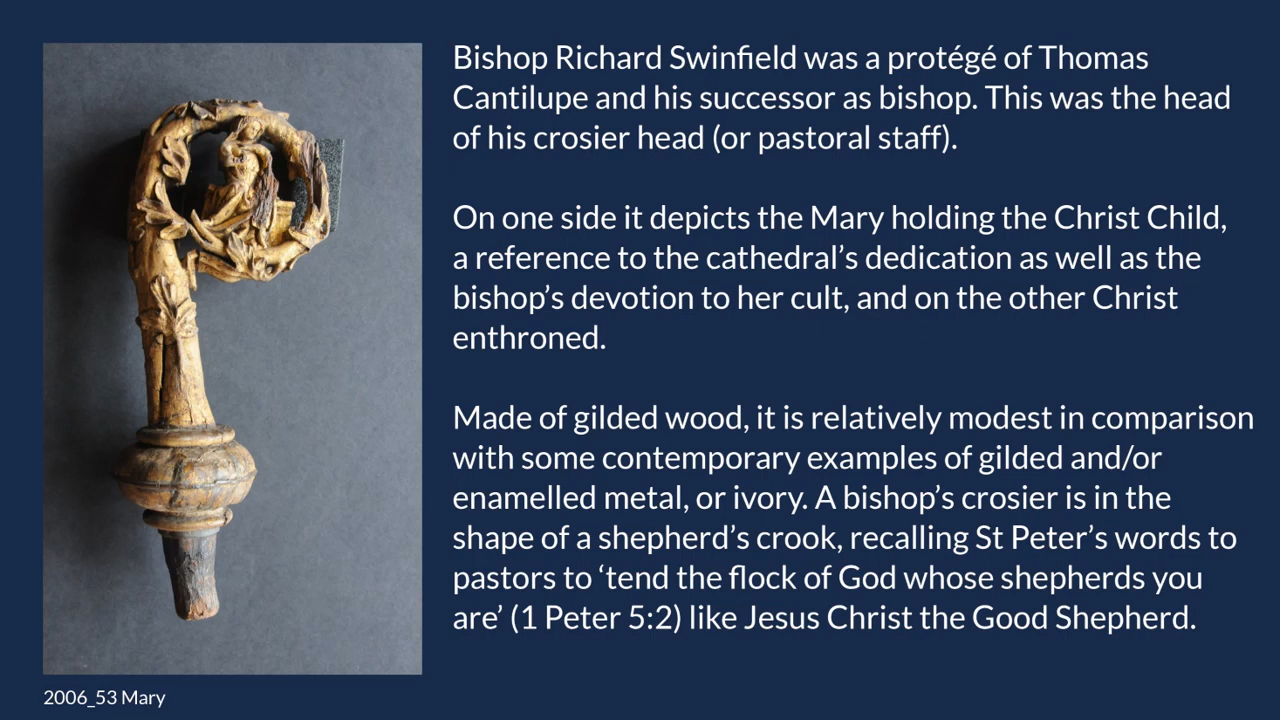 Bishop Richard Swinfield was a protégé of Thomas
Cantilupe and his successor as bishop. This was the head
of his crosier head (or pastoral staff).
On one side it depicts the Mary holding the Christ Child,
a reference to the cathedral’s dedication as well as the
bishop’s devotion to her cult, and on the other Christ
enthroned.
Made of gilded wood, it is relatively modest in comparison
with some contemporary examples of gilded and/or
enamelled metal, or ivory. A bishop’s crosier is in the
shape of a shepherd’s crook, recalling St Peter’s words to
pastors to ‘tend the flock of God whose shepherds you
are’ (1 Peter 5:2) like Jesus Christ the Good Shepherd.
2006_53 Mary